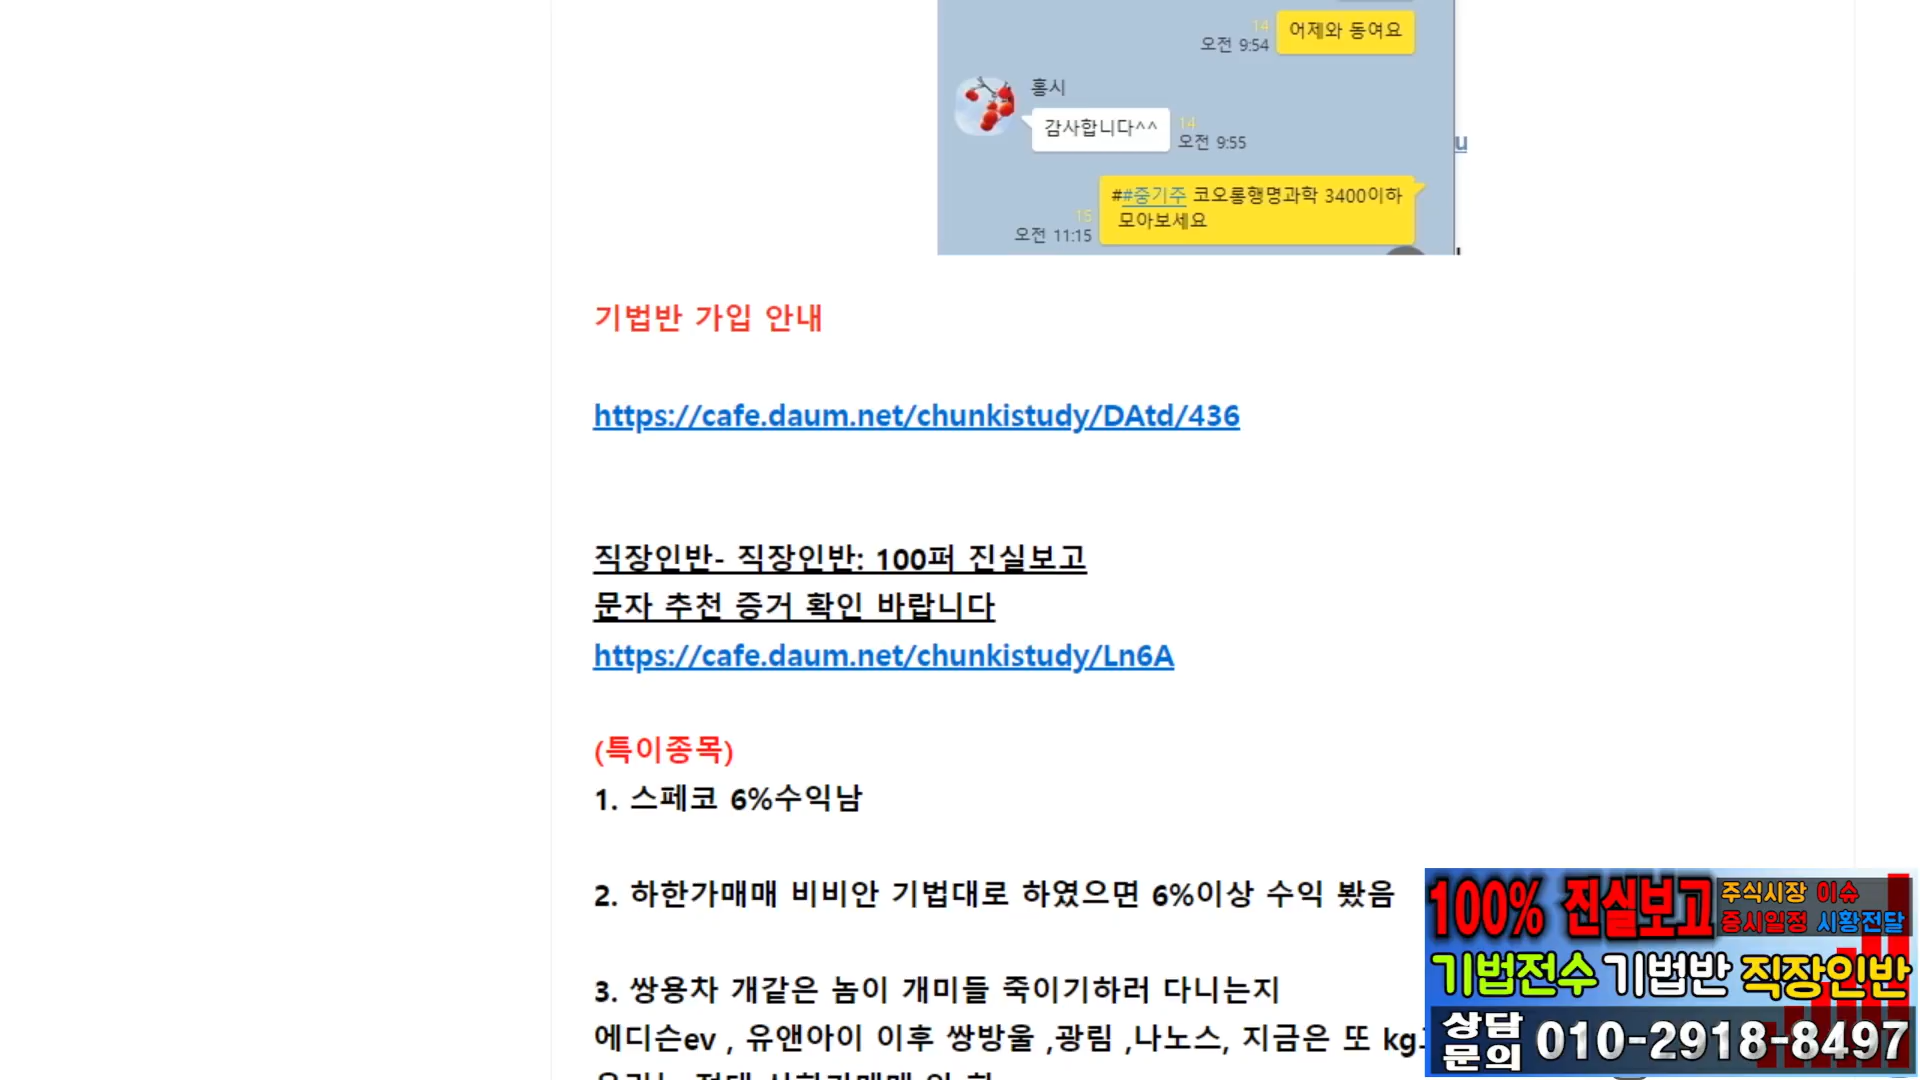 14
오전 9:54
어제와 동여요
홍시
감사합니다^^
14
오전 9:55
u
##중기주 코오롱행명과학 3400이하
모아보세요
15
오전 11:15
기법반 가입 안내
https://cafe.daum.net/chunkistudy/DAtd/436
직장인반- 직장인반: 100퍼 진실보고
문자 추천 증거 확인 바랍니다
https://cafe.daum.net/chunkistudy/Ln6A
(특이종목)
1. 스페코 6%수익남
2. 하한가매매 비비안 기법대로 하였으면 6%이상 수익 봤음
3. 쌍용차 개같은 놈이 개미들 죽이기하러 다니는지
에디슨ev , 유앤아이 이후 쌍방울 ,광림 ,나노스, 지금은 또 kg
100% 진실보고
주식시장 이슈
증시일정 시황전달
기법전수 기법반 직장인반
상담
문의 010-2918-8497